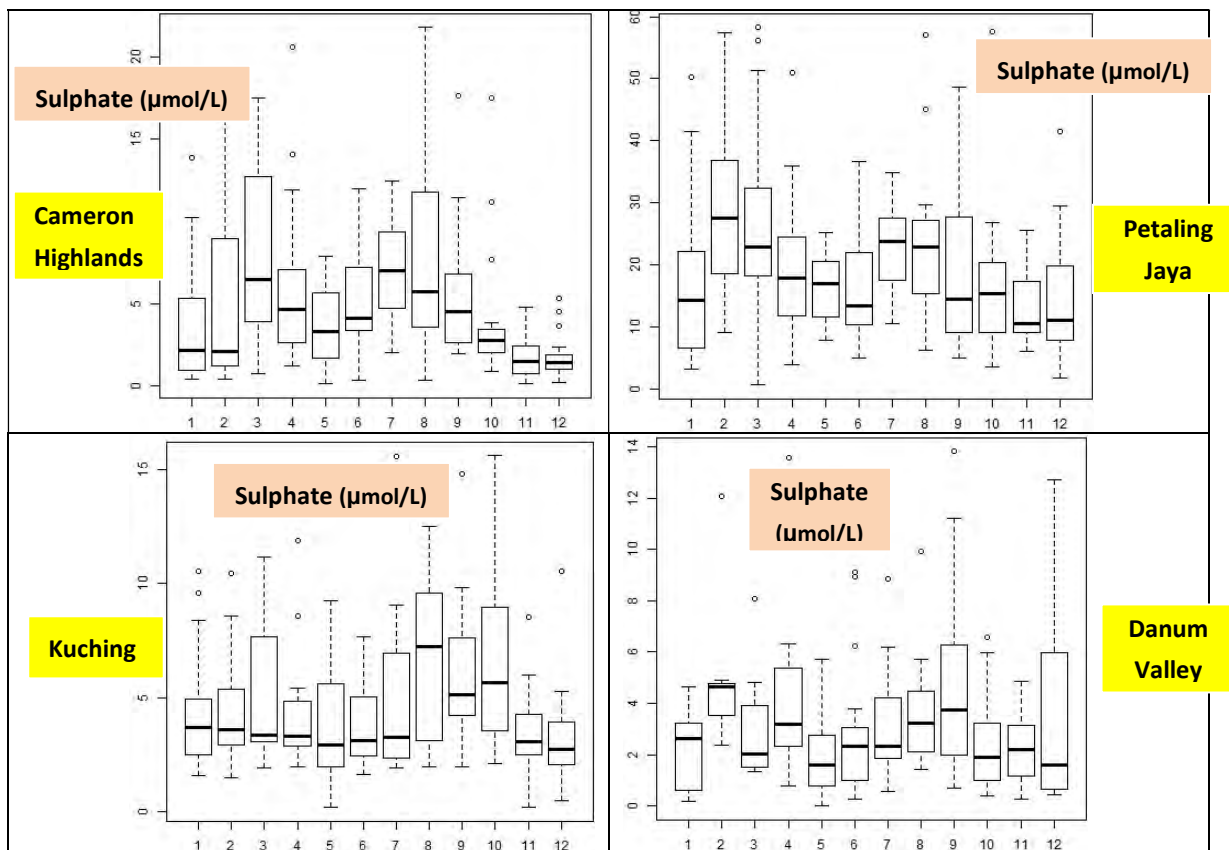 Sulphate (µmol/L)
Cameron
Highlands
20
15
5
0
1 2 3 4 5 6 7 8 9 10 11 12
Sulphate (µmol/L)
Petaling
Jaya
60
50
40
30
20
10
0
1 2 3 4 5 6 7 8 9 10 11 12
Sulphate (µmol/L)
Kuching
15
10
5
0
1 2 3 4 5 6 7 8 9 10 11 12
Sulphate
(µmol/L)
Danum
Valley
14
12
10
8
6
4
2
0
1 2 3 4 5 6 7 8 9 10 11 12